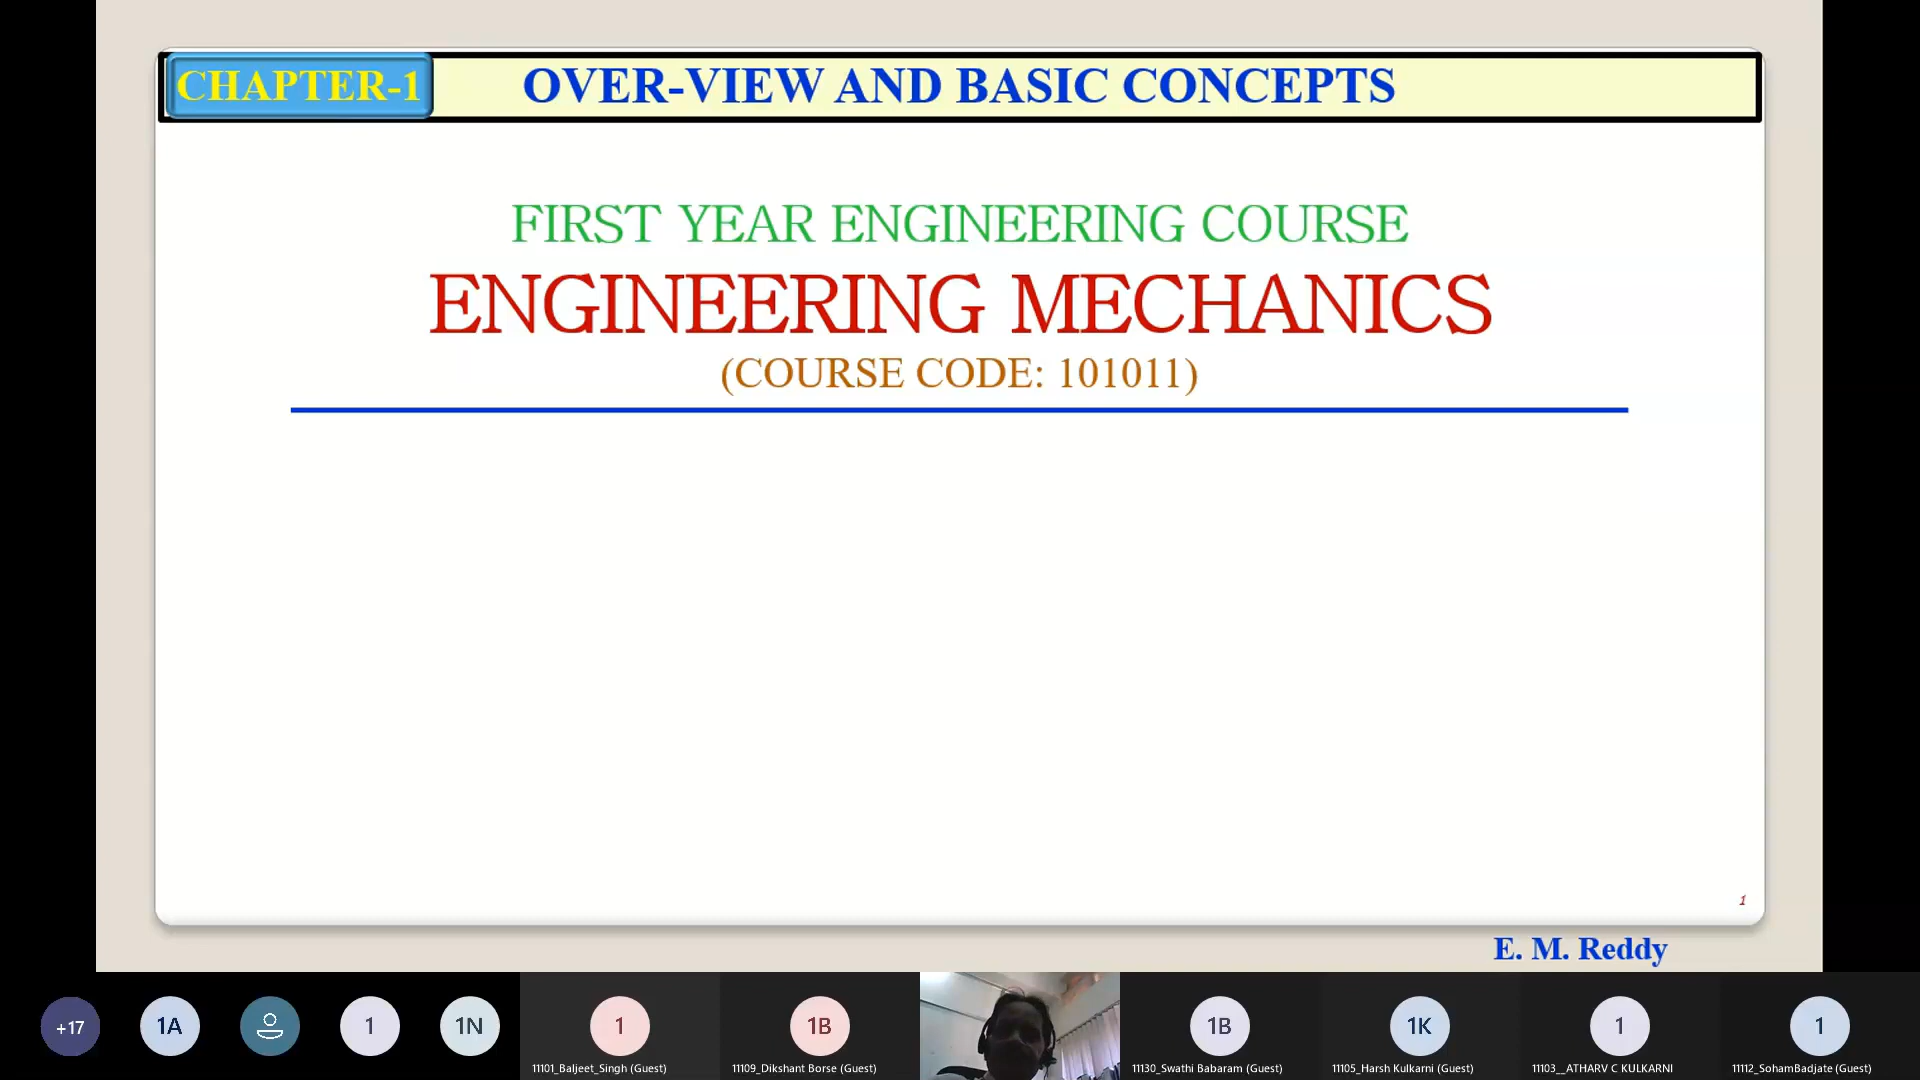 CHAPTER-1
OVER-VIEW AND BASIC CONCEPTS
FIRST YEAR ENGINEERING COURSE
ENGINEERING MECHANICS
(COURSE CODE: 101011)
1
E. M. Reddy
+17
1A
1
1N
1
1B
1B
1K
1
1
11101_Baljeet_Singh (Guest)
11109_Dikshant Borse (Guest)
11130_Swathi Babaram (Guest)
11105_Harsh Kulkarni (Guest)
11103__ATHARV C KULKARNI
11112_SohamBadjate (Guest)